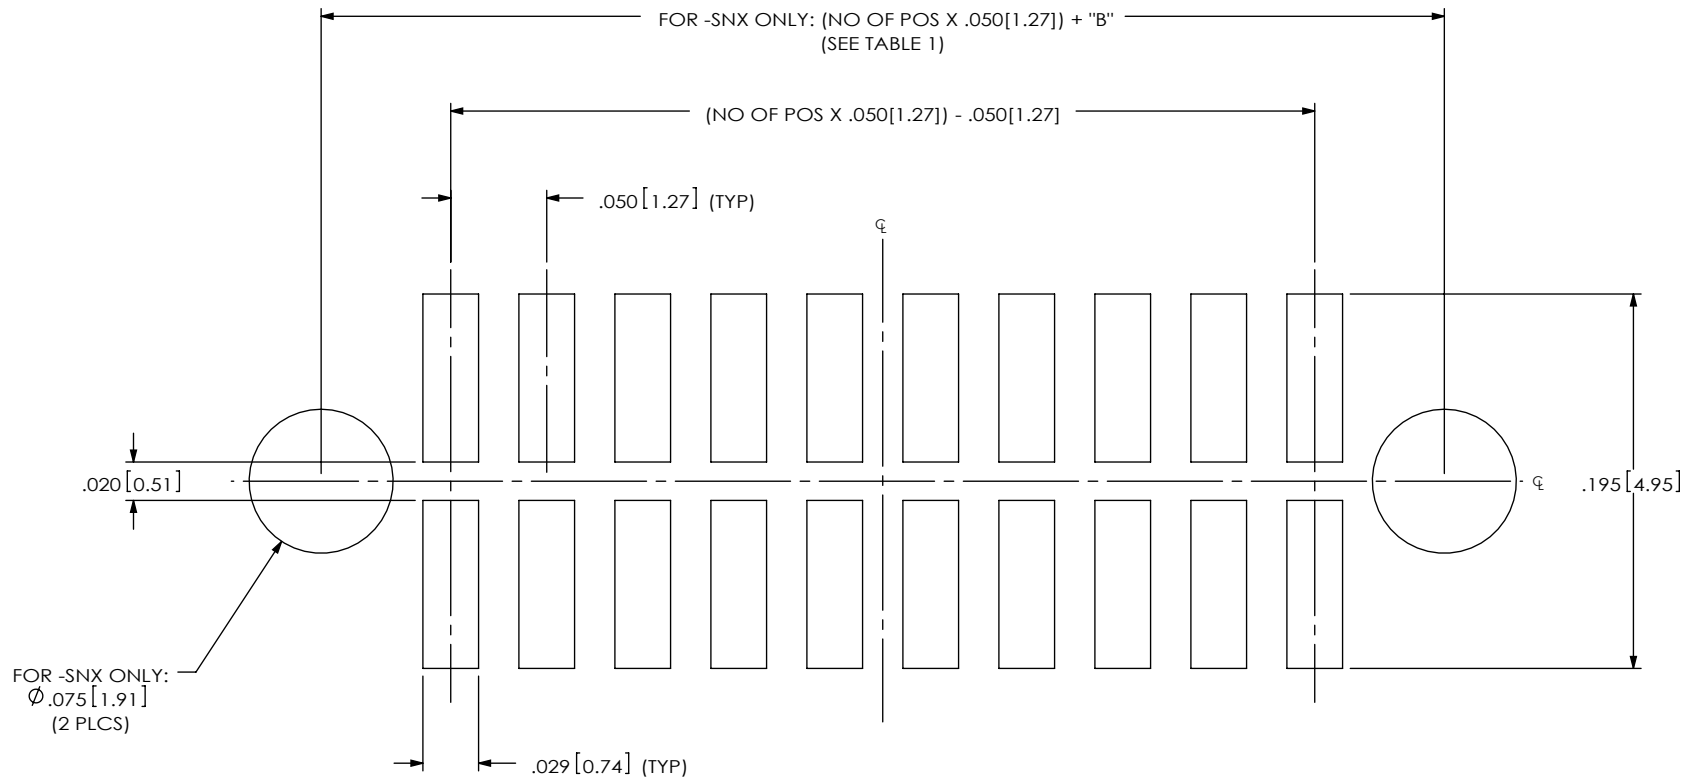 FOR -SNX ONLY: (NO OF POS X .050[1.27]) + "B"
(SEE TABLE 1)
(NO OF POS X .050[1.27]) - .050[1.27]
.050[1.27] (TYP)
℄
.020[0.51]
℄
.195[4.95]
FOR -SNX ONLY:
Ø.075[1.91]
(2 PLCS)
.029[0.74] (TYP)